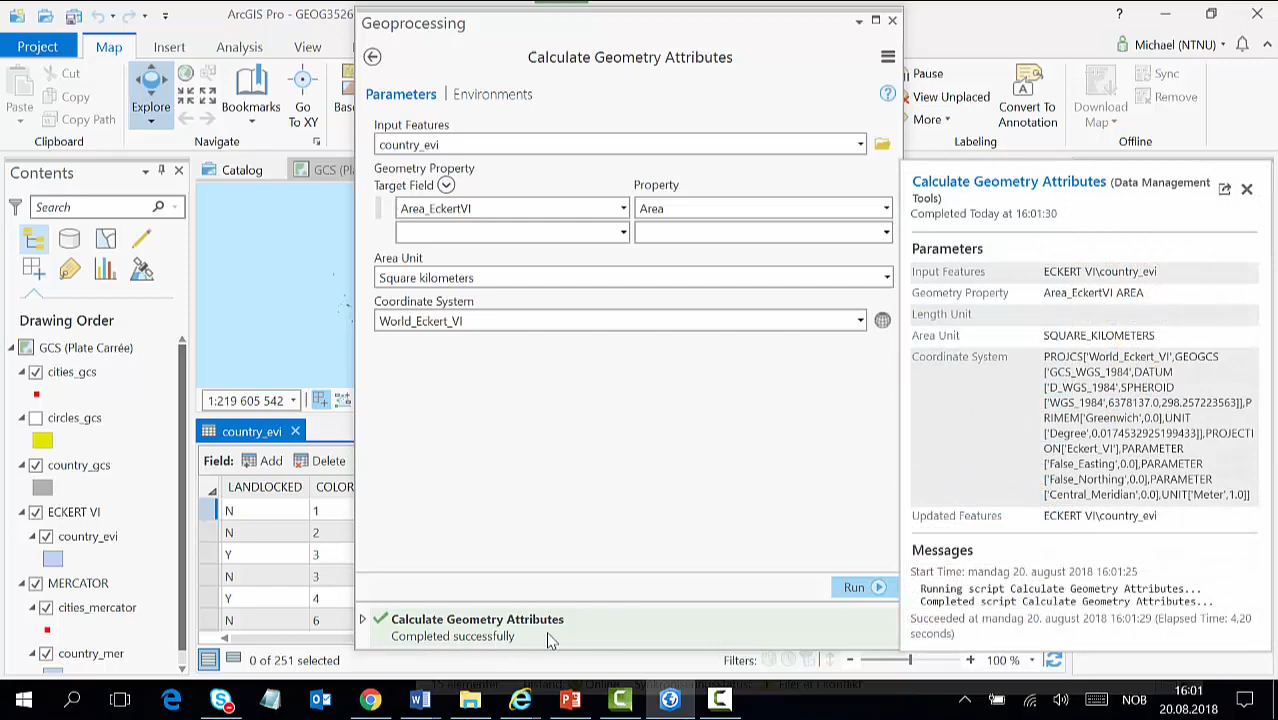 ArcGIS Pro - GEOG3526
Geoprocessing
Project
Map
Insert
Analysis
View
Michael (NTNU)
Paste
Cut
Copy
Copy Path
Clipboard
Explore
Bookmarks
Go
To XY
Navigate
Calculate Geometry Attributes
Parameters
Environments
Pause
View Unplaced
More
Convert To
Annotation
Labeling
Download
Map
Sync
Remove
Offline
Contents
Search
Drawing Order
GCS (Plate Carrée)
cities_gcs
circles_gcs
country_gcs
ECKERT VI
country_evi
MERCATOR
cities_mercator
country_mer
Catalog
1:219 605 542
country_evi
Field:
Add
Delete
LANDLOCKED
N 1
N 2
Y 3
N 3
Y 4
N 6
0 of 251 selected
Input Features
country_evi
Geometry Property
Target Field
Property
Area_EckertVI
Area
Area Unit
Square kilometers
Coordinate System
World_Eckert_VI
Run
Calculate Geometry Attributes
Completed successfully
Filters:
100 %
Calculate Geometry Attributes (Data Management
Tools)
Completed Today at 16:01:30
Parameters
Input Features ECKERT VI\country_evi
Geometry Property Area_EckertVI AREA
Length Unit
Area Unit SQUARE_KILOMETERS
Coordinate System PROJCS['World_Eckert_VI',GEOGCS
['GCS_WGS_1984',DATUM
['D_WGS_1984',SPHEROID
['WGS_1984',6378137.0,298.257223563]],P
RIMEM['Greenwich',0.0],UNIT
['Degree',0.0174532925199433]],PROJECTI
ON['Eckert_VI'],PARAMETER
['False_Easting',0.0],PARAMETER
['False_Northing',0.0],PARAMETER
['Central_Meridian',0.0],UNIT['Meter',1.0]]
Updated Features ECKERT VI\country_evi
Messages
Start Time: mandag 20. august 2018 16:01:25
Running script Calculate Geometry Attributes...
Completed script Calculate Geometry Attributes...
Succeeded at mandag 20. august 2018 16:01:29 (Elapsed Time: 4,20
seconds)
NOB
16:01
20.08.2018